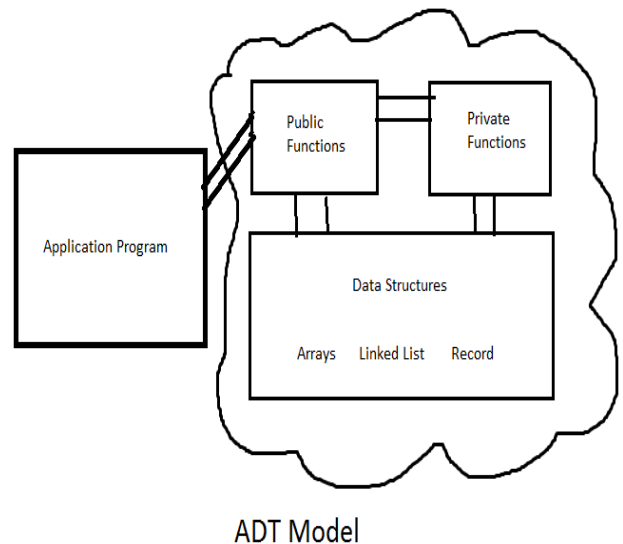 Public
Functions
Private
Functions
Application Program
Data Structures
Arrays Linked List Record
ADT Model